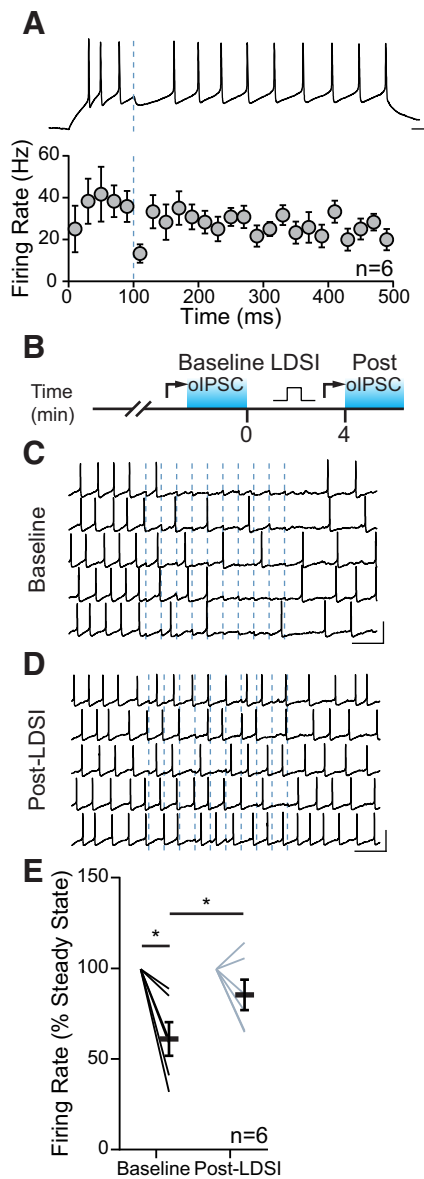 A
Firing Rate (Hz)
60
40
20
0
n=6
0 100 200 300 400 500
Time (ms)
B
Baseline LDSI Post
Time
(min)
oIPSC oIPSC
0 4
C
Baseline
D
Post-LDSI
E
Firing Rate (% Steady State)
150
*
*
100
50
0
n=6
Baseline Post-LDSI